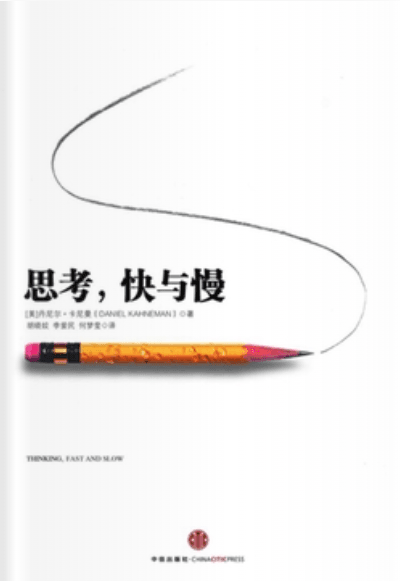 思考，快与慢
[美]丹尼尔·卡尼曼（DANIEL KAHNEMAN）◎著
胡晓姣 李爱民 何梦莹◎译
THINKING, FAST AND SLOW
中信出版社·CHINACITICPRESS